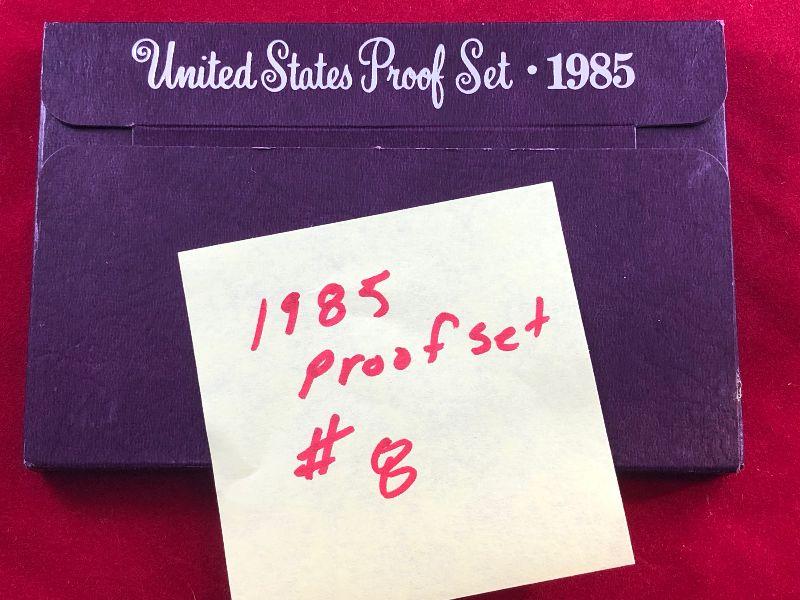 United States Proof Set • 1985
1985
Proof set
# 8